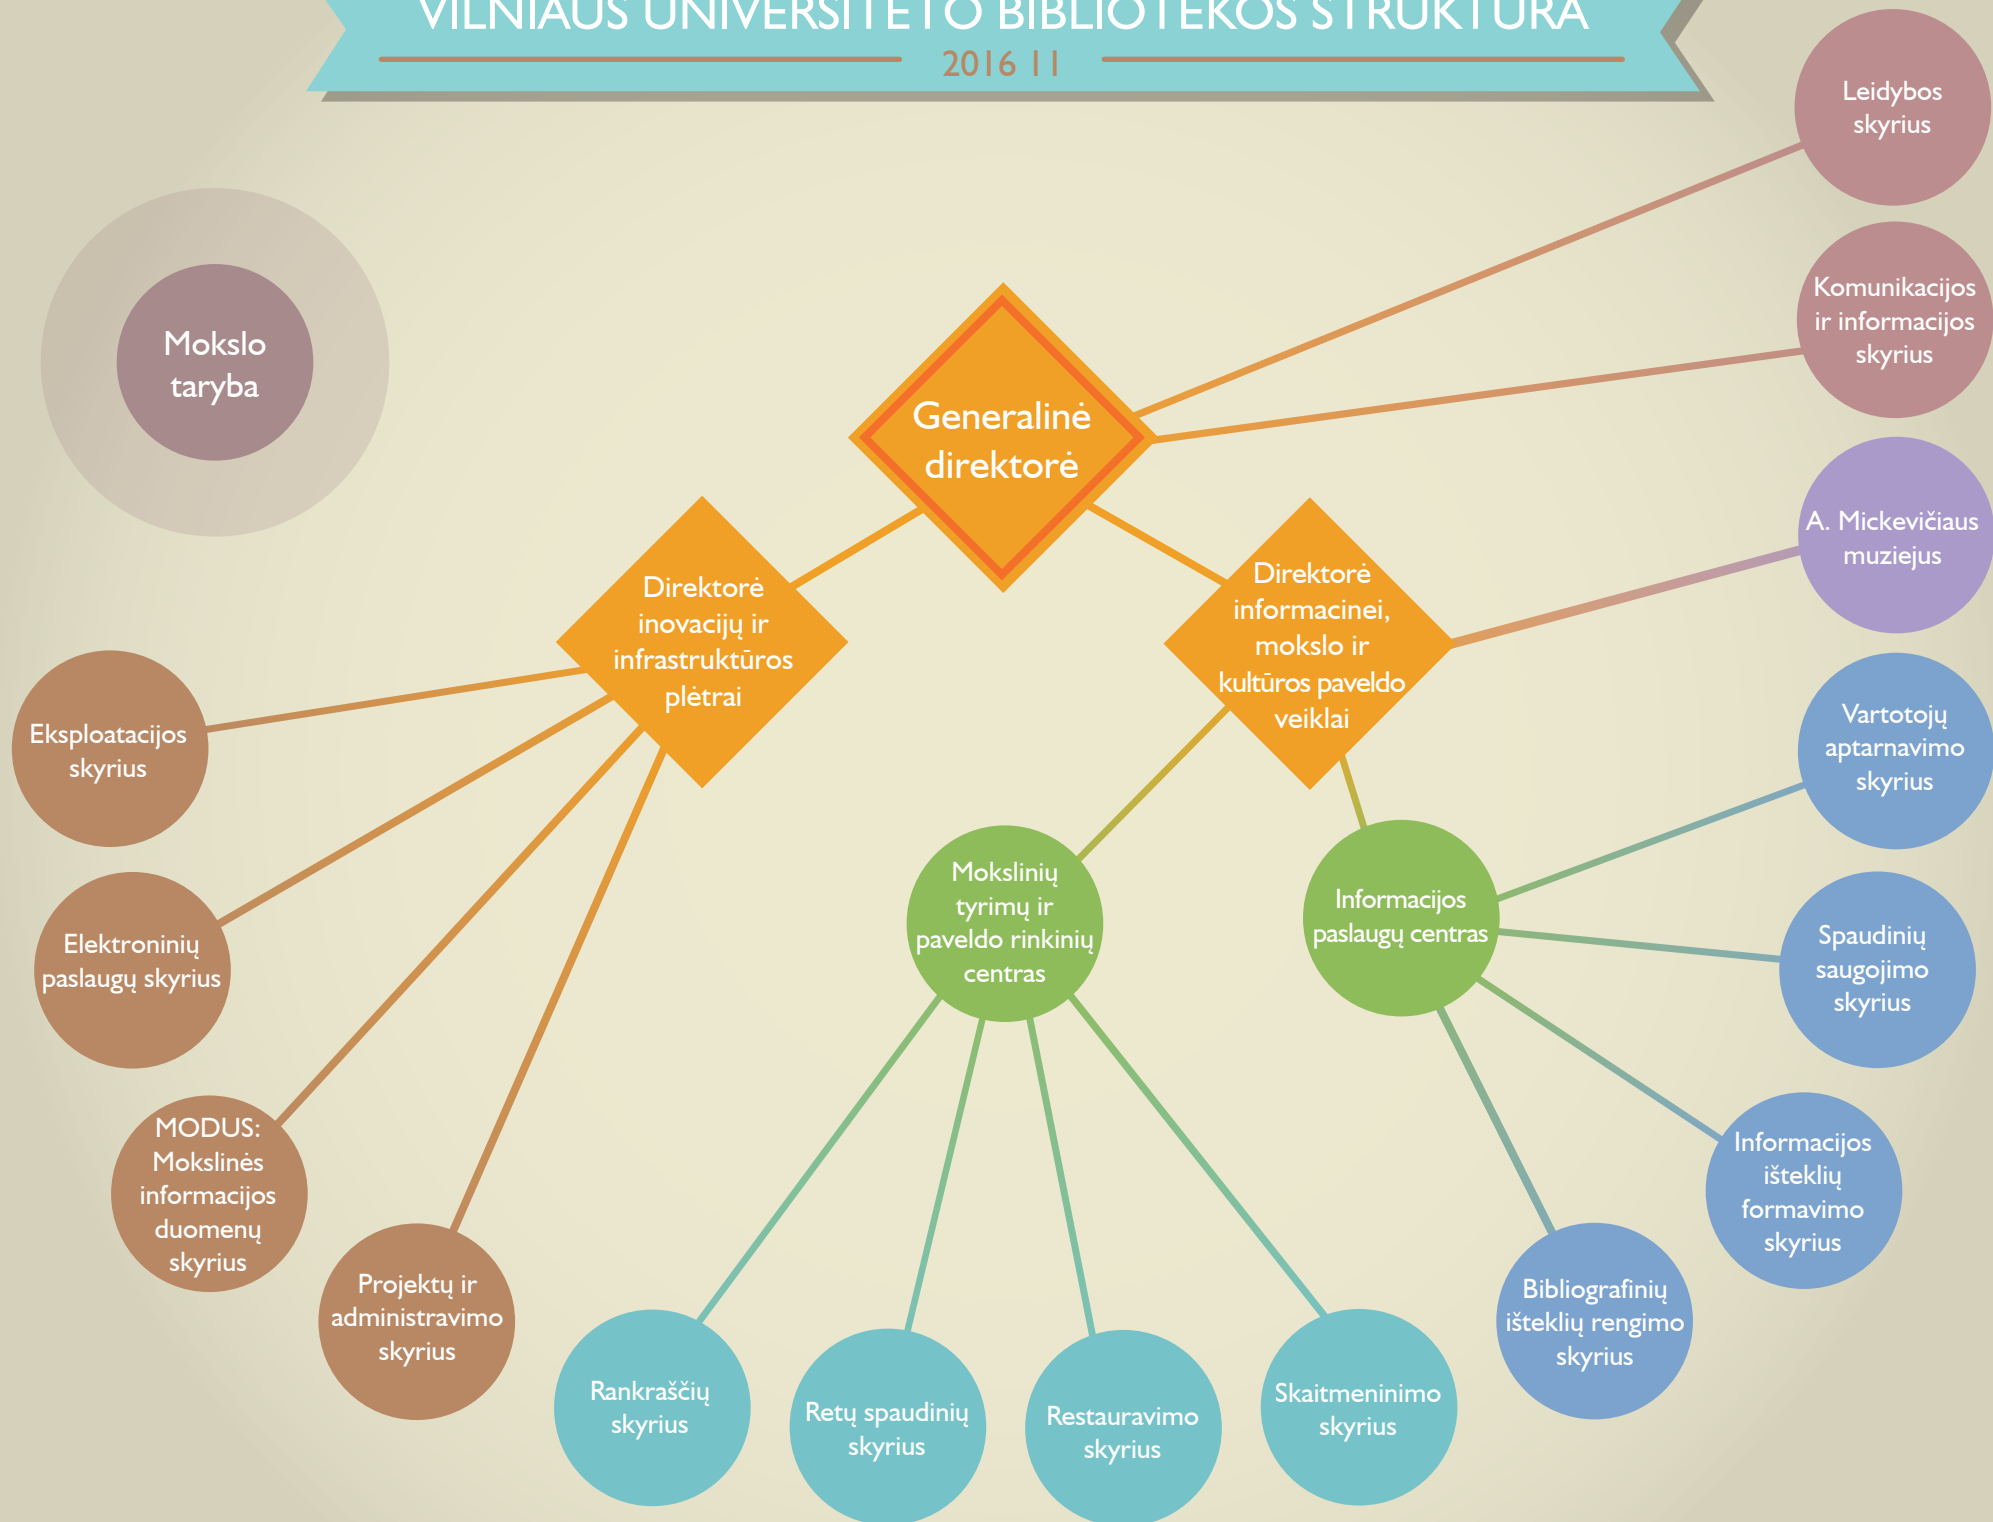 VILNIAUS UNIVERSITETO BIBLIOTEKOS STRUKTŪRA
2016 11
Leidybos
skyrius
Komunikacijos
ir informacijos
skyrius
Mokslo
taryba
Generalinė
direktorė
A. Mickevičiaus
muziejus
Direktorė
inovacijų ir
infrastruktūros
plėtrai
Direktorė
informacinei,
mokslo ir
kultūros paveldo
veiklai
Eksploatacijos
skyrius
Vartotojų
aptarnavimo
skyrius
Elektroninių
paslaugų skyrius
Mokslinių
tyrimų ir
paveldo rinkinių
centras
Informacijos
paslaugų centras
Spaudinių
saugojimo
skyrius
MODUS:
Mokslinės
informacijos
duomenų
skyrius
Informacijos
išteklių
formavimo
skyrius
Projektų ir
administravimo
skyrius
Bibliografinių
išteklių rengimo
skyrius
Rankraščių
skyrius
Retų spaudinių
skyrius
Restauravimo
skyrius
Skaitmeninimo
skyrius